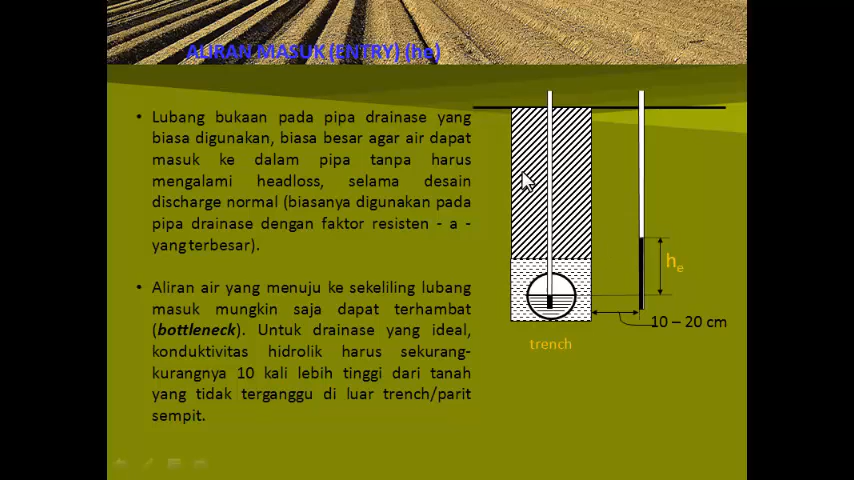 ALIRAN MASUK (ENTRY) (he)
• Lubang bukaan pada pipa drainase yang
biasa digunakan, biasa besar agar air dapat
masuk ke dalam pipa tanpa harus
mengalami headloss, selama desain
discharge normal (biasanya digunakan pada
pipa drainase dengan faktor resisten - a -
yang terbesar).
• Aliran air yang menuju ke sekeliling lubang
masuk mungkin saja dapat terhambat
(bottleneck). Untuk drainase yang ideal,
konduktivitas hidrolik harus sekurang-
kurangnya 10 kali lebih tinggi dari tanah
yang tidak terganggu di luar trench/parit
sempit.
he
10 – 20 cm
trench